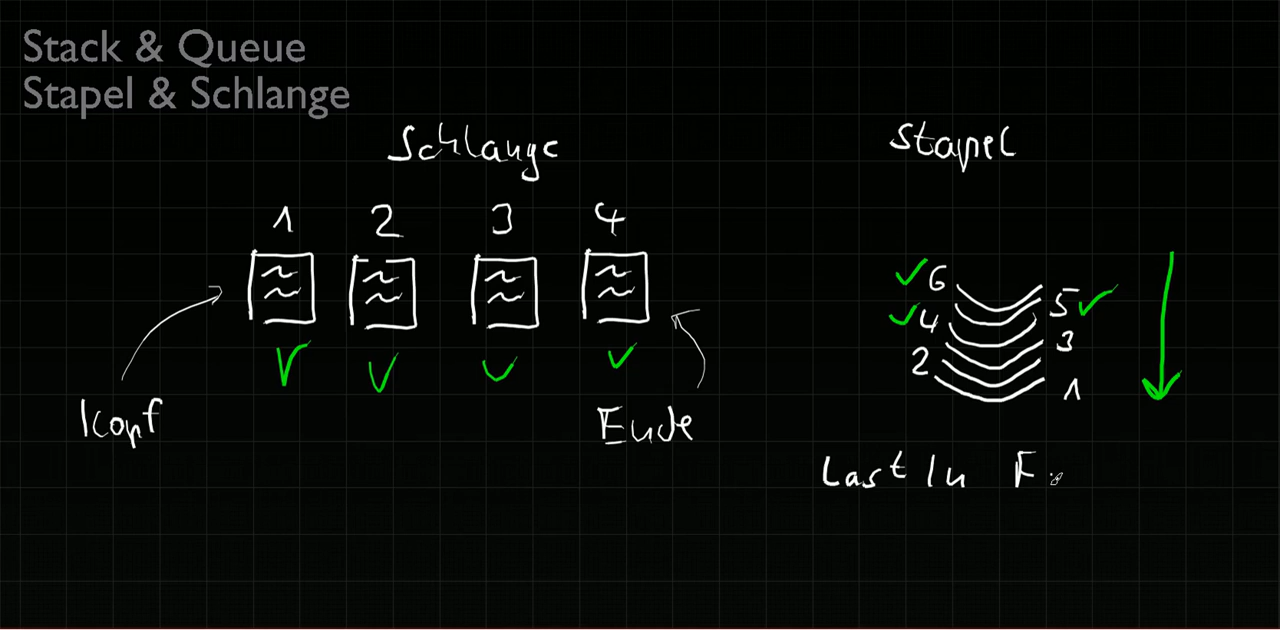 Stack & Queue
Stapel & Schlange
Schlange
Stapel
1 2 3 4
6
5
4
3
2
1
Kopf
Ende
Last In F